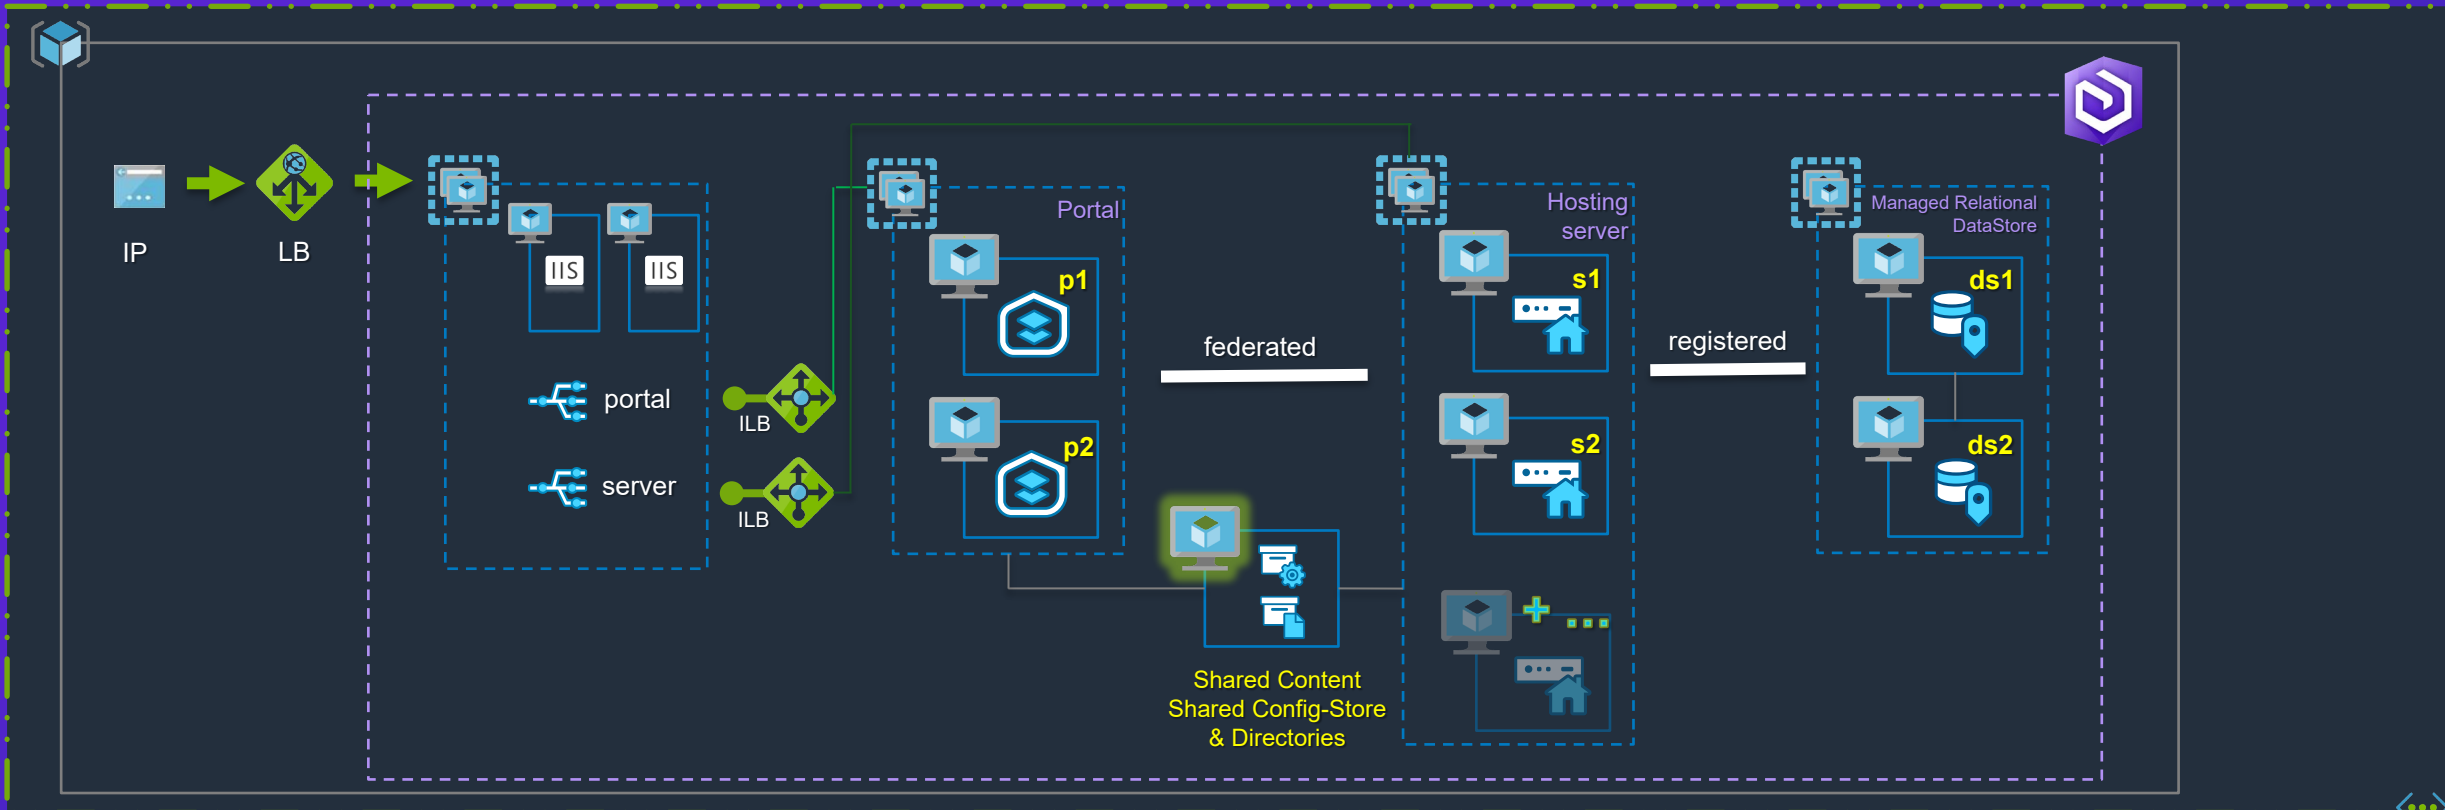 IP
LB
IIS
IIS
portal
server
ILB
ILB
Portal
p1
p2
federated
Shared Content
Shared Config-Store
& Directories
Hosting
server
s1
s2
registered
Managed Relational
DataStore
ds1
ds2